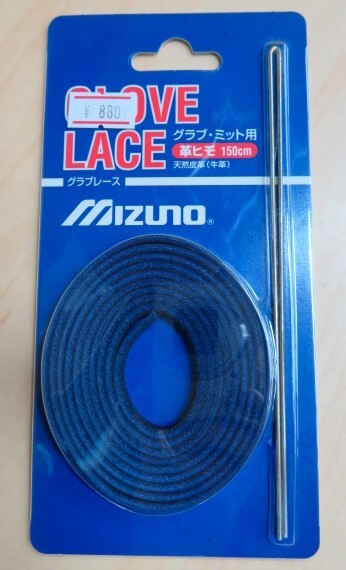 GLOVE
¥ 880
LACE
グラブ・ミット用
革ヒモ 150cm
天然皮革(牛革)
グラブレース
MIZUNO®